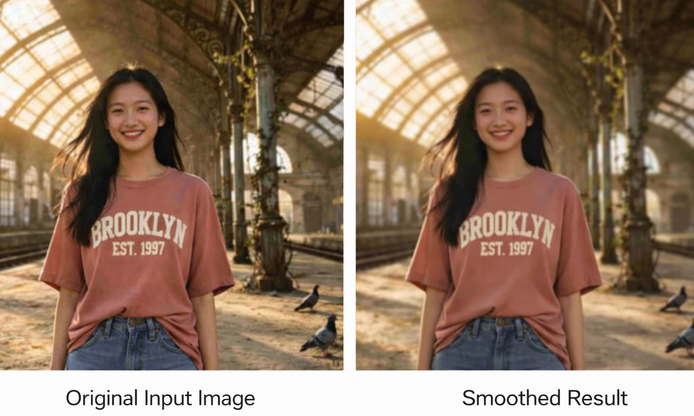 BROOKLYN
EST. 1997
BROOKLYN
EST. 1997
Original Input Image
Smoothed Result